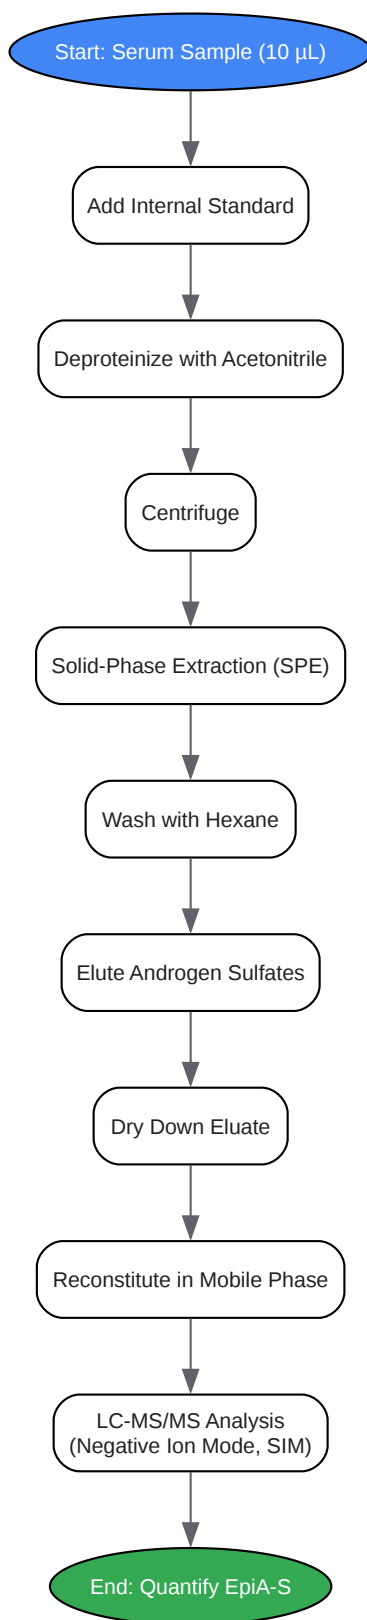 Start: Serum Sample (10 µL)
Add Internal Standard
Deproteinize with Acetonitrile
Centrifuge
Solid-Phase Extraction (SPE)
Wash with Hexane
Elute Androgen Sulfates
Dry Down Eluate
Reconstitute in Mobile Phase
LC-MS/MS Analysis
(Negative Ion Mode, SIM)
End: Quantify EpiA-S